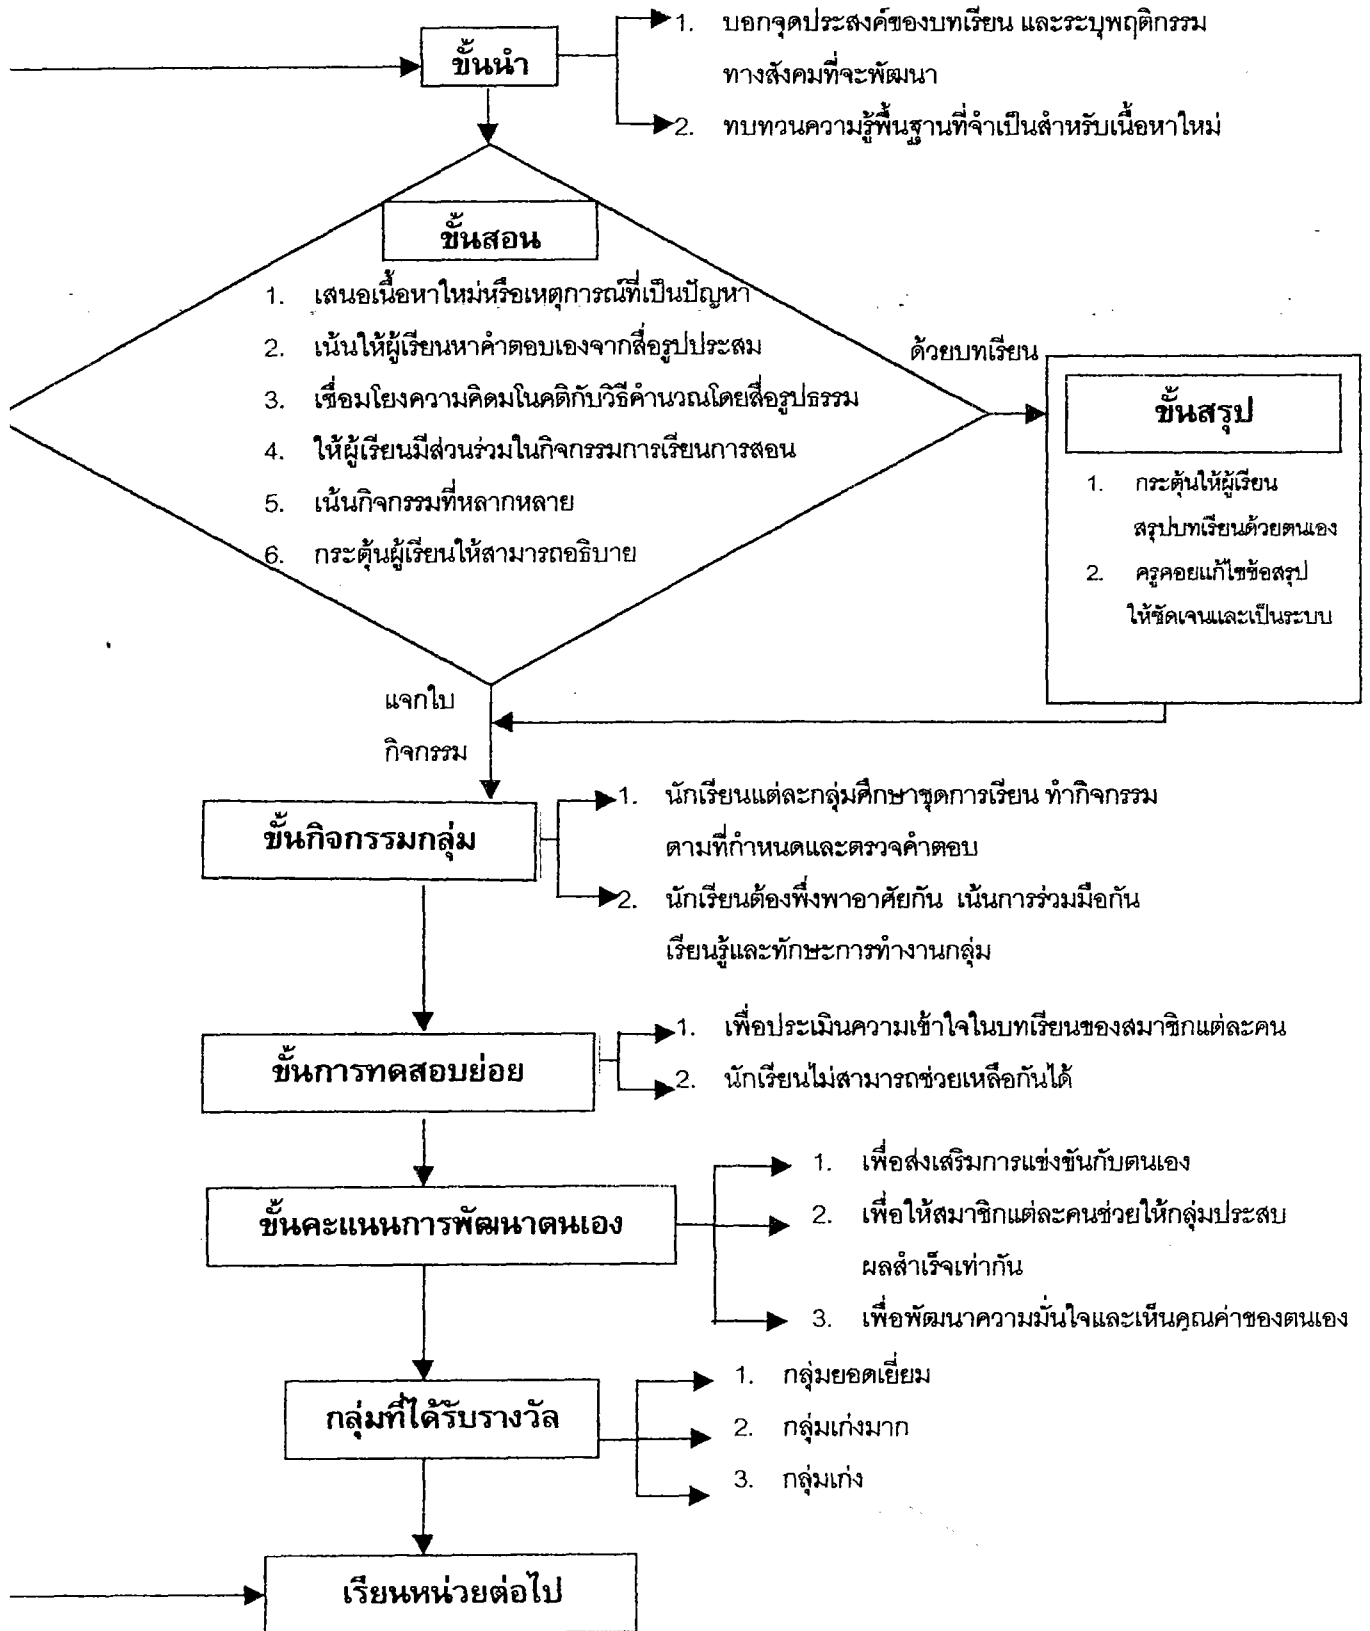 1. บอกจุดประสงค์ของบทเรียน และระบุพฤติกรรม
ทางสังคมที่จะพัฒนา
ขั้นนำ
2. ทบทวนความรู้พื้นฐานที่จำเป็นสำหรับเนื้อหาใหม่
ขั้นสอน
1. เสนอเนื้อหาใหม่หรือเหตุการณ์ที่เป็นปัญหา
2. เน้นให้ผู้เรียนหาคำตอบเองจากสื่อรูปประสม
3. เชื่อมโยงความคิดมโนคติกับวิธีคำนวณโดยสื่อรูปธรรม
4. ให้ผู้เรียนมีส่วนร่วมในกิจกรรมการเรียนการสอน
5. เน้นกิจกรรมที่หลากหลาย
6. กระตุ้นผู้เรียนให้สามารถอธิบาย
ด้วยบทเรียน
ขั้นสรุป
1. กระตุ้นให้ผู้เรียน
สรุปบทเรียนด้วยตนเอง
2. ครูคอยแก้ไขข้อสรุป
ให้ชัดเจนและเป็นระบบ
แจกใบ
กิจกรรม
ขั้นกิจกรรมกลุ่ม
1. นักเรียนแต่ละกลุ่มศึกษาชุดการเรียน ทำกิจกรรม
ตามที่กำหนดและตรวจคำตอบ
2. นักเรียนต้องพึ่งพาอาศัยกัน เน้นการร่วมมือกัน
เรียนรู้และทักษะการทำงานกลุ่ม
ขั้นการทดสอบย่อย
1. เพื่อประเมินความเข้าใจในบทเรียนของสมาชิกแต่ละคน
2. นักเรียนไม่สามารถช่วยเหลือกันได้
ขั้นคะแนนการพัฒนาตนเอง
1. เพื่อส่งเสริมการแข่งขันกับตนเอง
2. เพื่อให้สมาชิกแต่ละคนช่วยให้กลุ่มประสบ
ผลสำเร็จเท่ากัน
3. เพื่อพัฒนาความมั่นใจและเห็นคุณค่าของตนเอง
กลุ่มที่ได้รับรางวัล
1. กลุ่มยอดเยี่ยม
2. กลุ่มเก่งมาก
3. กลุ่มเก่ง
เรียนหน่วยต่อไป